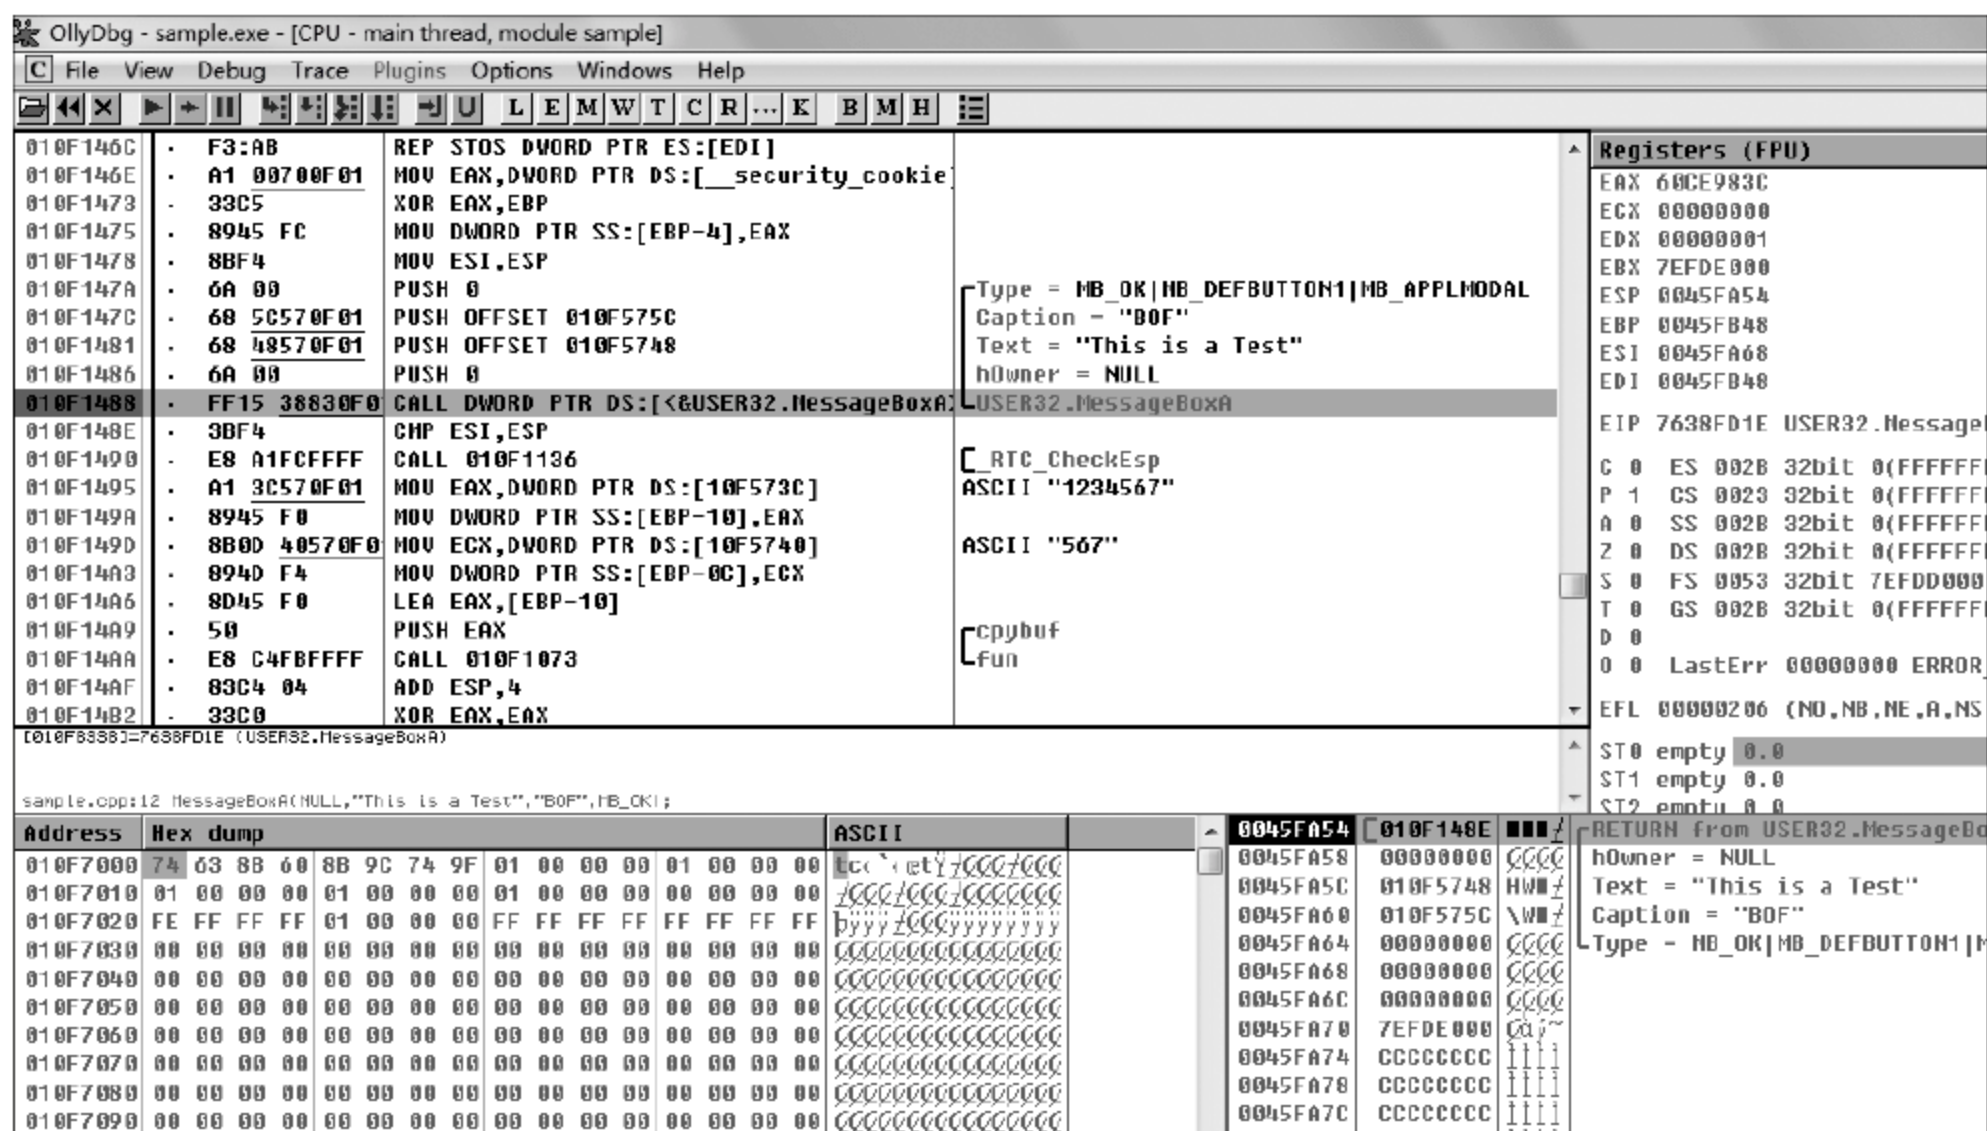 OllyDbg - sample.exe - [CPU - main thread, module sample]
C File View Debug Trace Plugins Options Windows Help
L E M W T C R ... K B M H
010F146C . F3:AB REP STOS DWORD PTR ES:[EDI]
010F146E . A1 00700F01 MOV EAX,DWORD PTR DS:[__security_cookie]
010F1473 . 33C5 XOR EAX,EBP
010F1475 . 8945 FC MOV DWORD PTR SS:[EBP-4],EAX
010F1478 . 8BF4 MOV ESI,ESP
010F147A . 6A 00 PUSH 0 Type = MB_OK|MB_DEFBUTTON1|MB_APPLMODAL
010F147C . 68 5C570F01 PUSH OFFSET 010F575C Caption = "BOF"
010F1481 . 68 48570F01 PUSH OFFSET 010F5748 Text = "This is a Test"
010F1486 . 6A 00 PUSH 0 hOwner = NULL
010F1488 . FF15 38830F0 CALL DWORD PTR DS:[<&USER32.MessageBoxA> USER32.MessageBoxA
010F148E . 3BF4 CMP ESI,ESP
010F1490 . E8 A1FCFFFF CALL 010F1136 _RTC_CheckEsp
010F1495 . A1 3C570F01 MOV EAX,DWORD PTR DS:[10F573C] ASCII "1234567"
010F149A . 8945 F0 MOV DWORD PTR SS:[EBP-10],EAX
010F149D . 8B0D 40570F0 MOV ECX,DWORD PTR DS:[10F5740] ASCII "567"
010F14A3 . 894D F4 MOV DWORD PTR SS:[EBP-0C],ECX
010F14A6 . 8D45 F0 LEA EAX,[EBP-10]
010F14A9 . 50 PUSH EAX cpybuf
010F14AA . E8 C4FBFFFF CALL 010F1073 fun
010F14AF . 83C4 04 ADD ESP,4
010F14B2 . 33C0 XOR EAX,EAX
[010F8338]=7638FD1E (USER32.MessageBoxA)
sample.cpp:12 MessageBoxA(NULL,"This is a Test","BOF",MB_OK);
Registers (FPU)
EAX 60CE983C
ECX 00000000
EDX 00000001
EBX 7EFDE000
ESP 0045FA54
EBP 0045FB48
ESI 0045FA68
EDI 0045FB48
EIP 7638FD1E USER32.Message
C 0 ES 002B 32bit 0(FFFFFFF
P 1 CS 0023 32bit 0(FFFFFFF
A 0 SS 002B 32bit 0(FFFFFFF
Z 0 DS 002B 32bit 0(FFFFFFF
S 0 FS 0053 32bit 7EFDD000
T 0 GS 002B 32bit 0(FFFFFFF
D 0
O 0 LastErr 00000000 ERROR_
EFL 00000206 (NO,NB,NE,A,NS
ST0 empty 0.0
ST1 empty 0.0
ST2 empty 0.0
Address Hex dump ASCII
010F7000 74 63 8B 60 8B 9C 74 9F 01 00 00 00 01 00 00 00
010F7010 01 00 00 00 01 00 00 00 01 00 00 00 00 00 00 00
010F7020 FE FF FF FF 01 00 00 00 FF FF FF FF FF FF FF FF
010F7030 00 00 00 00 00 00 00 00 00 00 00 00 00 00 00 00
010F7040 00 00 00 00 00 00 00 00 00 00 00 00 00 00 00 00
010F7050 00 00 00 00 00 00 00 00 00 00 00 00 00 00 00 00
010F7060 00 00 00 00 00 00 00 00 00 00 00 00 00 00 00 00
010F7070 00 00 00 00 00 00 00 00 00 00 00 00 00 00 00 00
010F7080 00 00 00 00 00 00 00 00 00 00 00 00 00 00 00 00
010F7090 00 00 00 00 00 00 00 00 00 00 00 00 00 00 00 00
0045FA54 010F148E RETURN from USER32.MessageBo
0045FA58 00000000 hOwner = NULL
0045FA5C 010F5748 Text = "This is a Test"
0045FA60 010F575C Caption = "BOF"
0045FA64 00000000 Type = MB_OK|MB_DEFBUTTON1|M
0045FA68 00000000
0045FA6C 00000000
0045FA70 7EFDE000
0045FA74 CCCCCCCC
0045FA78 CCCCCCCC
0045FA7C CCCCCCCC